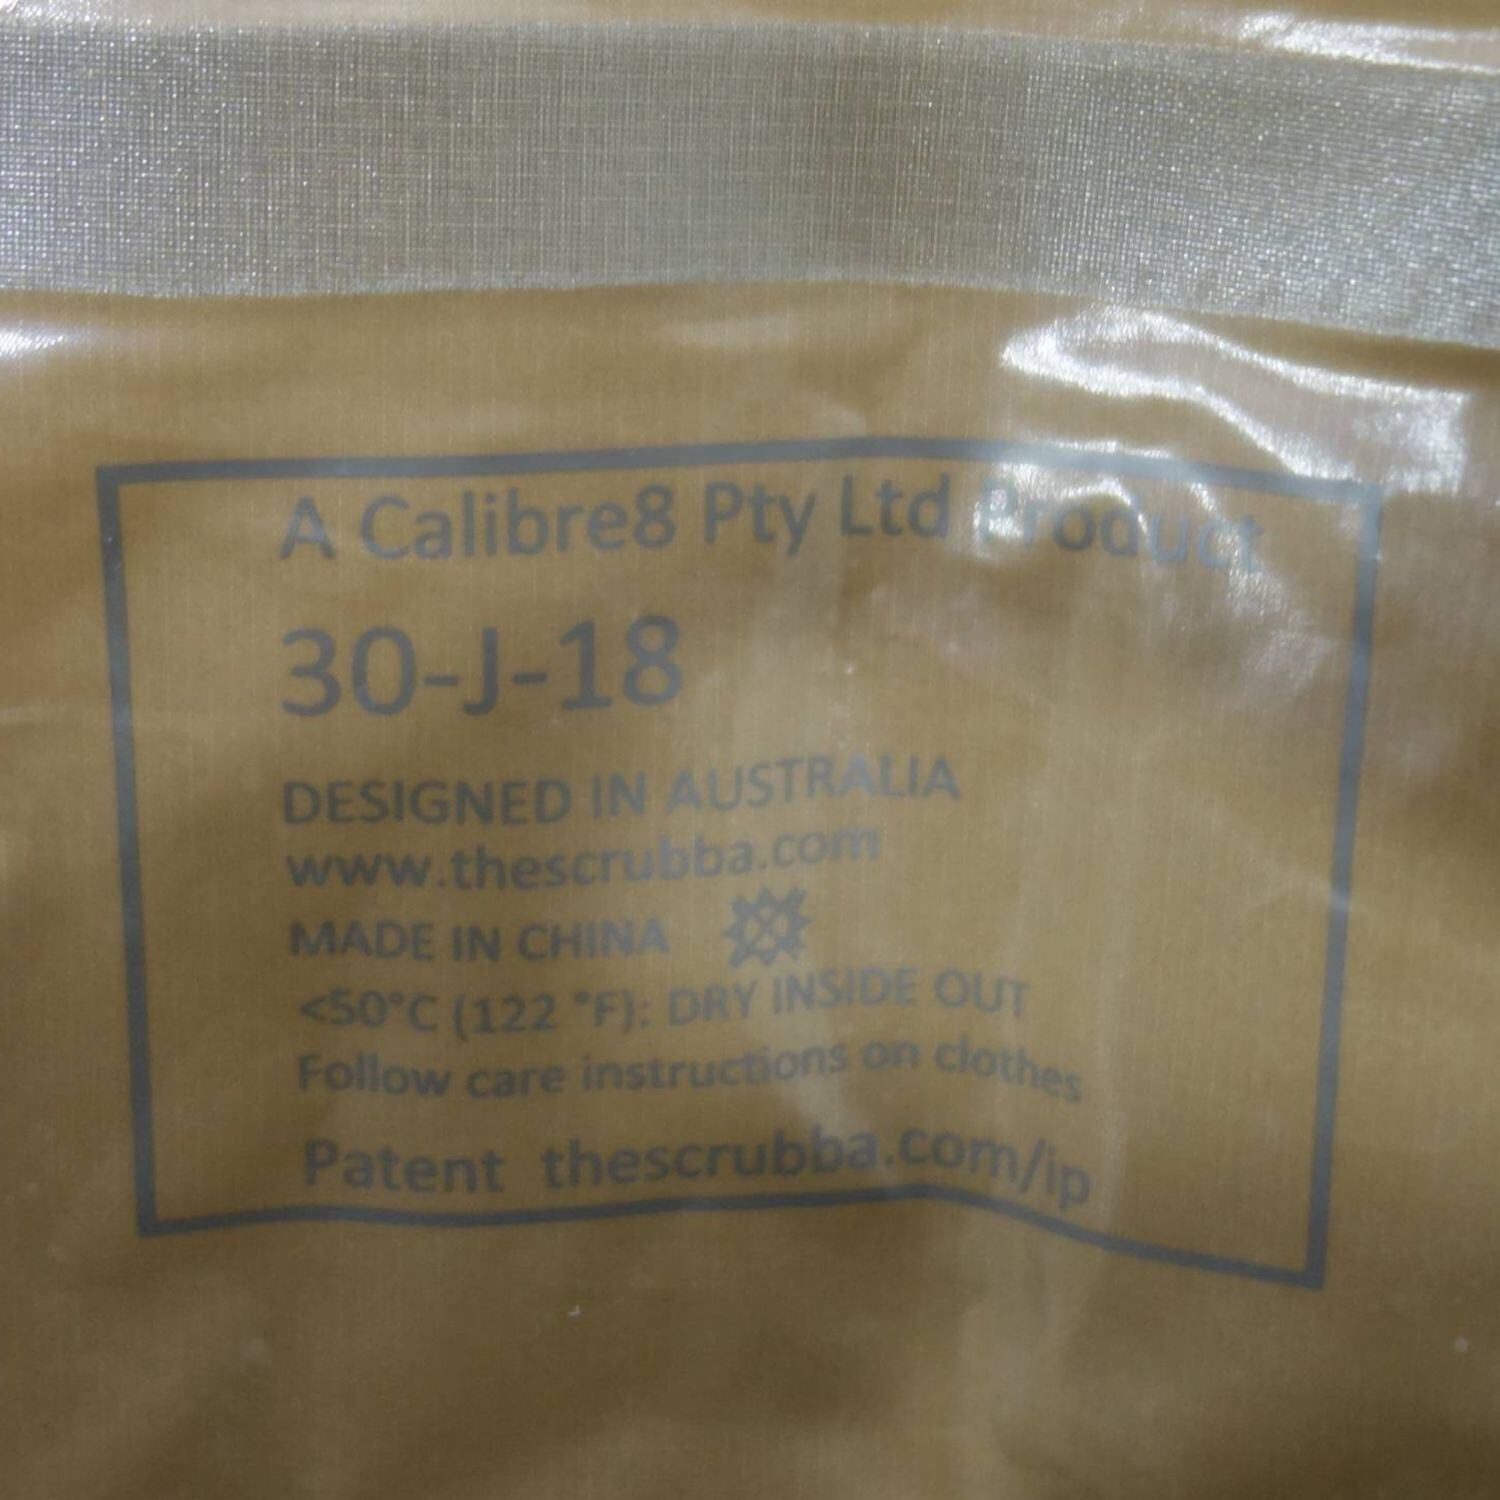 A Calibre8 Pty Ltd Product
30-J-18
DESIGNED IN AUSTRALIA
www.thescrubba.com
MADE IN CHINA
<50°C (122 °F): DRY INSIDE OUT
Follow care instructions on clothes
Patent thescrubba.com/ip